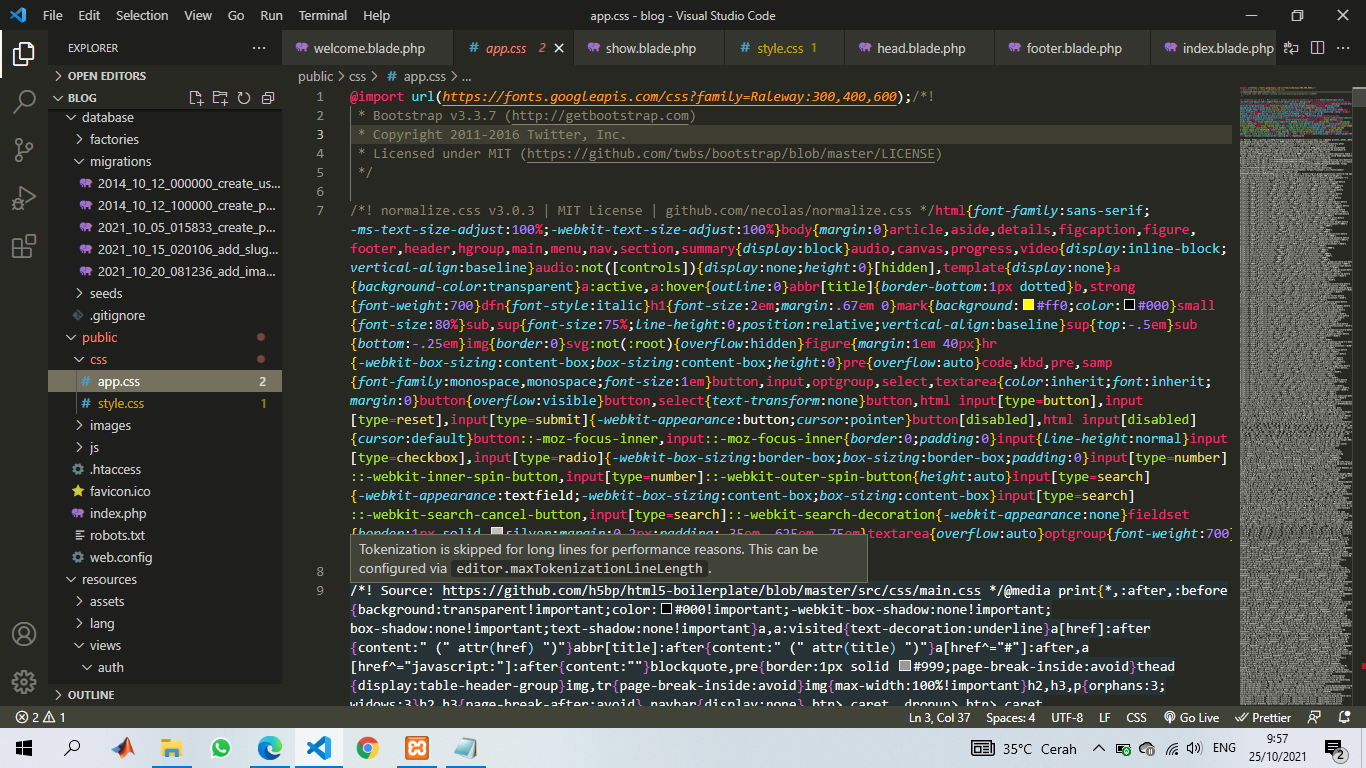 File Edit Selection View Go Run Terminal Help
app.css - blog - Visual Studio Code
EXPLORER
welcome.blade.php
# app.css 2
show.blade.php
# style.css 1
head.blade.php
footer.blade.php
index.blade.php
public > css > # app.css > ...
OPEN EDITORS
BLOG
database
factories
migrations
2014_10_12_000000_create_us...
2014_10_12_100000_create_p...
2021_10_05_015833_create_p...
2021_10_15_020106_add_slug...
2021_10_20_081236_add_ima...
seeds
.gitignore
public
css
# app.css 2
# style.css 1
images
js
.htaccess
favicon.ico
index.php
robots.txt
web.config
resources
assets
lang
views
auth
OUTLINE
1 @import url(https://fonts.googleapis.com/css?family=Raleway:300,400,600);/*!
2 * Bootstrap v3.3.7 (http://getbootstrap.com)
3 * Copyright 2011-2016 Twitter, Inc.
4 * Licensed under MIT (https://github.com/twbs/bootstrap/blob/master/LICENSE)
5 */
6
7 /*! normalize.css v3.0.3 | MIT License | github.com/necolas/normalize.css */html{font-family:sans-serif;
-ms-text-size-adjust:100%;-webkit-text-size-adjust:100%}body{margin:0}article,aside,details,figcaption,figure,
footer,header,hgroup,main,menu,nav,section,summary{display:block}audio,canvas,progress,video{display:inline-block;
vertical-align:baseline}audio:not([controls]){display:none;height:0}[hidden],template{display:none}a
{background-color:transparent}a:active,a:hover{outline:0}abbr[title]{border-bottom:1px dotted}b,strong
{font-weight:700}dfn{font-style:italic}h1{font-size:2em;margin:.67em 0}mark{background:#ff0;color:#000}small
{font-size:80%}sub,sup{font-size:75%;line-height:0;position:relative;vertical-align:baseline}sup{top:-.5em}sub
{bottom:-.25em}img{border:0}svg:not(:root){overflow:hidden}figure{margin:1em 40px}hr
{-webkit-box-sizing:content-box;box-sizing:content-box;height:0}pre{overflow:auto}code,kbd,pre,samp
{font-family:monospace,monospace;font-size:1em}button,input,optgroup,select,textarea{color:inherit;font:inherit;
margin:0}button{overflow:visible}button,select{text-transform:none}button,html input[type=button],input
[type=reset],input[type=submit]{-webkit-appearance:button;cursor:pointer}button[disabled],html input[disabled]
{cursor:default}button::-moz-focus-inner,input::-moz-focus-inner{border:0;padding:0}input{line-height:normal}input
[type=checkbox],input[type=radio]{-webkit-box-sizing:border-box;box-sizing:border-box;padding:0}input[type=number]
::-webkit-inner-spin-button,input[type=number]::-webkit-outer-spin-button{height:auto}input[type=search]
{-webkit-appearance:textfield;-webkit-box-sizing:content-box;box-sizing:content-box}input[type=search]
::-webkit-search-cancel-button,input[type=search]::-webkit-search-decoration{-webkit-appearance:none}fieldset
{border:1px solid silver;margin:0 2px;padding:.35em .625em .75em}textarea{overflow:auto}optgroup{font-weight:700}
Tokenization is skipped for long lines for performance reasons. This can be
configured via editor.maxTokenizationLineLength .
8
9 /*! Source: https://github.com/h5bp/html5-boilerplate/blob/master/src/css/main.css */@media print{*,:after,:before
{background:transparent!important;color:#000!important;-webkit-box-shadow:none!important;
box-shadow:none!important;text-shadow:none!important}a,a:visited{text-decoration:underline}a[href]:after
{content:" (" attr(href) ")"}abbr[title]:after{content:" (" attr(title) ")"}a[href^="#"]:after,a
[href^="javascript:"]:after{content:""}blockquote,pre{border:1px solid #999;page-break-inside:avoid}thead
{display:table-header-group}img,tr{page-break-inside:avoid}img{max-width:100%!important}h2,h3,p{orphans:3;
widows:3}h2,h3{page-break-after:avoid}.navbar{display:none}.btn>.caret,.dropup>.btn>.caret
2 1
Ln 3, Col 37 Spaces: 4 UTF-8 LF CSS Go Live Prettier
35°C Cerah ENG 9:57
25/10/2021 2